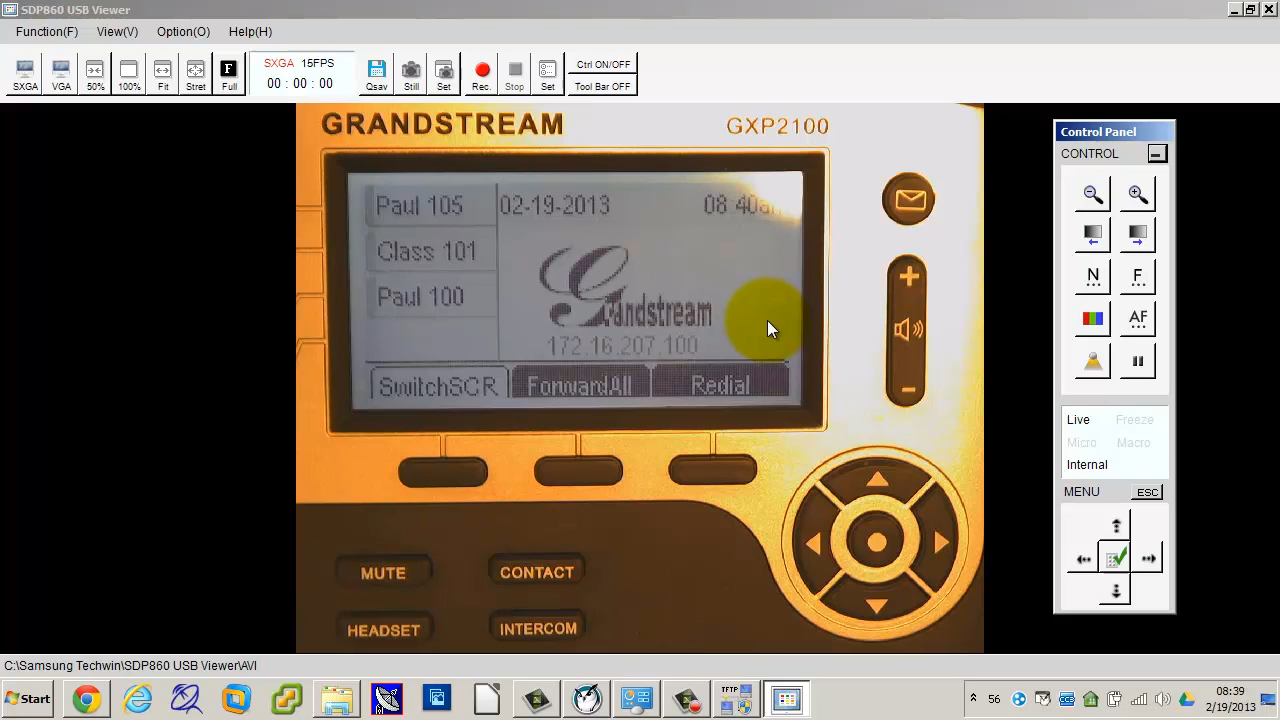 SDP860 USB Viewer
Function(F) View(V) Option(O) Help(H)
SXGA VGA 50% 100% Fit Stret F Full
SXGA 15FPS
00 : 00 : 00
Qsav Still Set Rec. Stop Set
Ctrl ON/OFF
Tool Bar OFF
GRANDSTREAM GXP2100
Paul 105 02-19-2013 08:40am
Class 101
Paul 100
Grandstream
172.16.207.100
SwitchSCR ForwardAll Redial
MUTE CONTACT
HEADSET INTERCOM
Control Panel
CONTROL
N F
AF
Live Freeze
Micro Macro
Internal
MENU ESC
C:\Samsung Techwin\SDP860 USB Viewer\AVI
Start
TFTP
56
08:39
2/19/2013